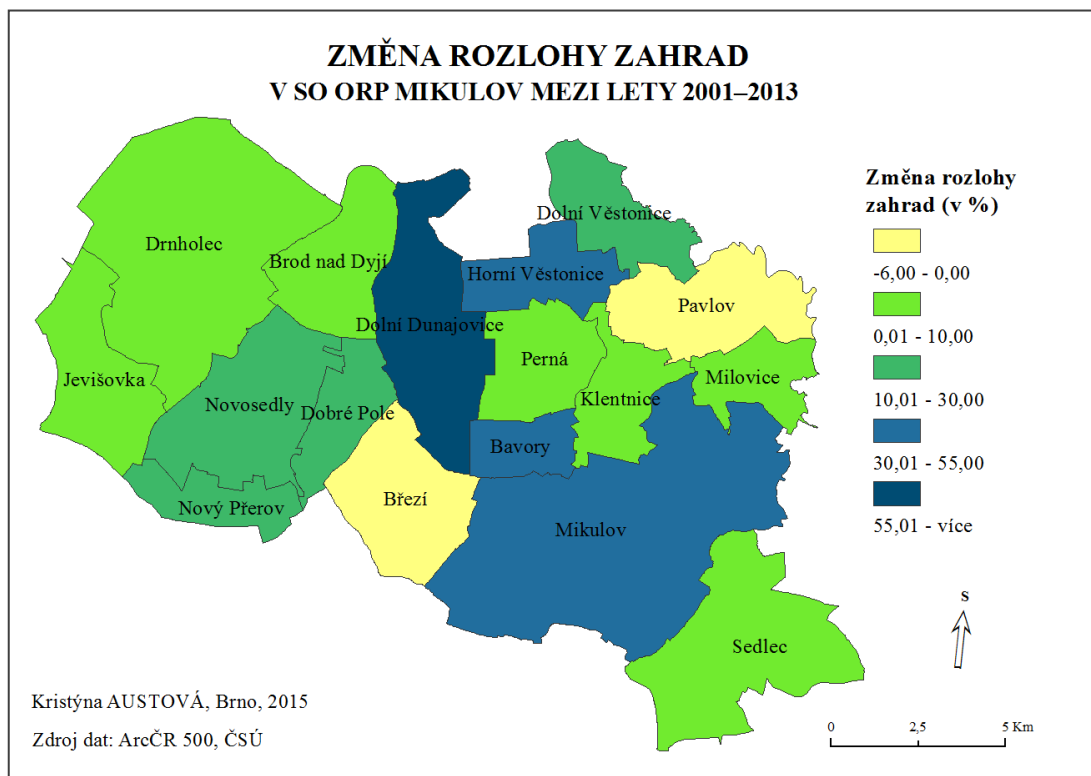 ZMĚNA ROZLOHY ZAHRAD
V SO ORP MIKULOV MEZI LETY 2001–2013
Změna rozlohy
zahrad (v %)
-6,00 - 0,00
0,01 - 10,00
10,01 - 30,00
30,01 - 55,00
55,01 - více
Dolní Věstonice
Drnholec
Brod nad Dyjí
Horní Věstonice
Pavlov
Dolní Dunajovice
Perná
Milovice
Jevišovka
Klentnice
Novosedly
Dobré Pole
Bavory
Březí
Nový Přerov
Mikulov
Sedlec
s
Kristýna AUSTOVÁ, Brno, 2015
Zdroj dat: ArcČR 500, ČSÚ
0 2,5 5 Km